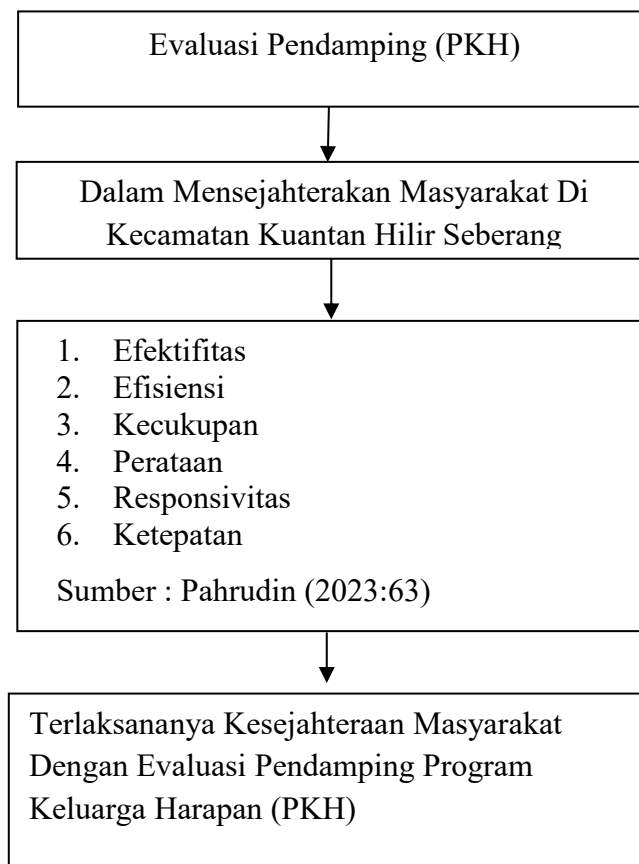 Evaluasi Pendamping (PKH)
Dalam Mensejahterakan Masyarakat Di
Kecamatan Kuantan Hilir Seberang
1. Efektifitas
2. Efisiensi
3. Kecukupan
4. Perataan
5. Responsivitas
6. Ketepatan
Sumber : Pahrudin (2023:63)
Terlaksananya Kesejahteraan Masyarakat
Dengan Evaluasi Pendamping Program
Keluarga Harapan (PKH)